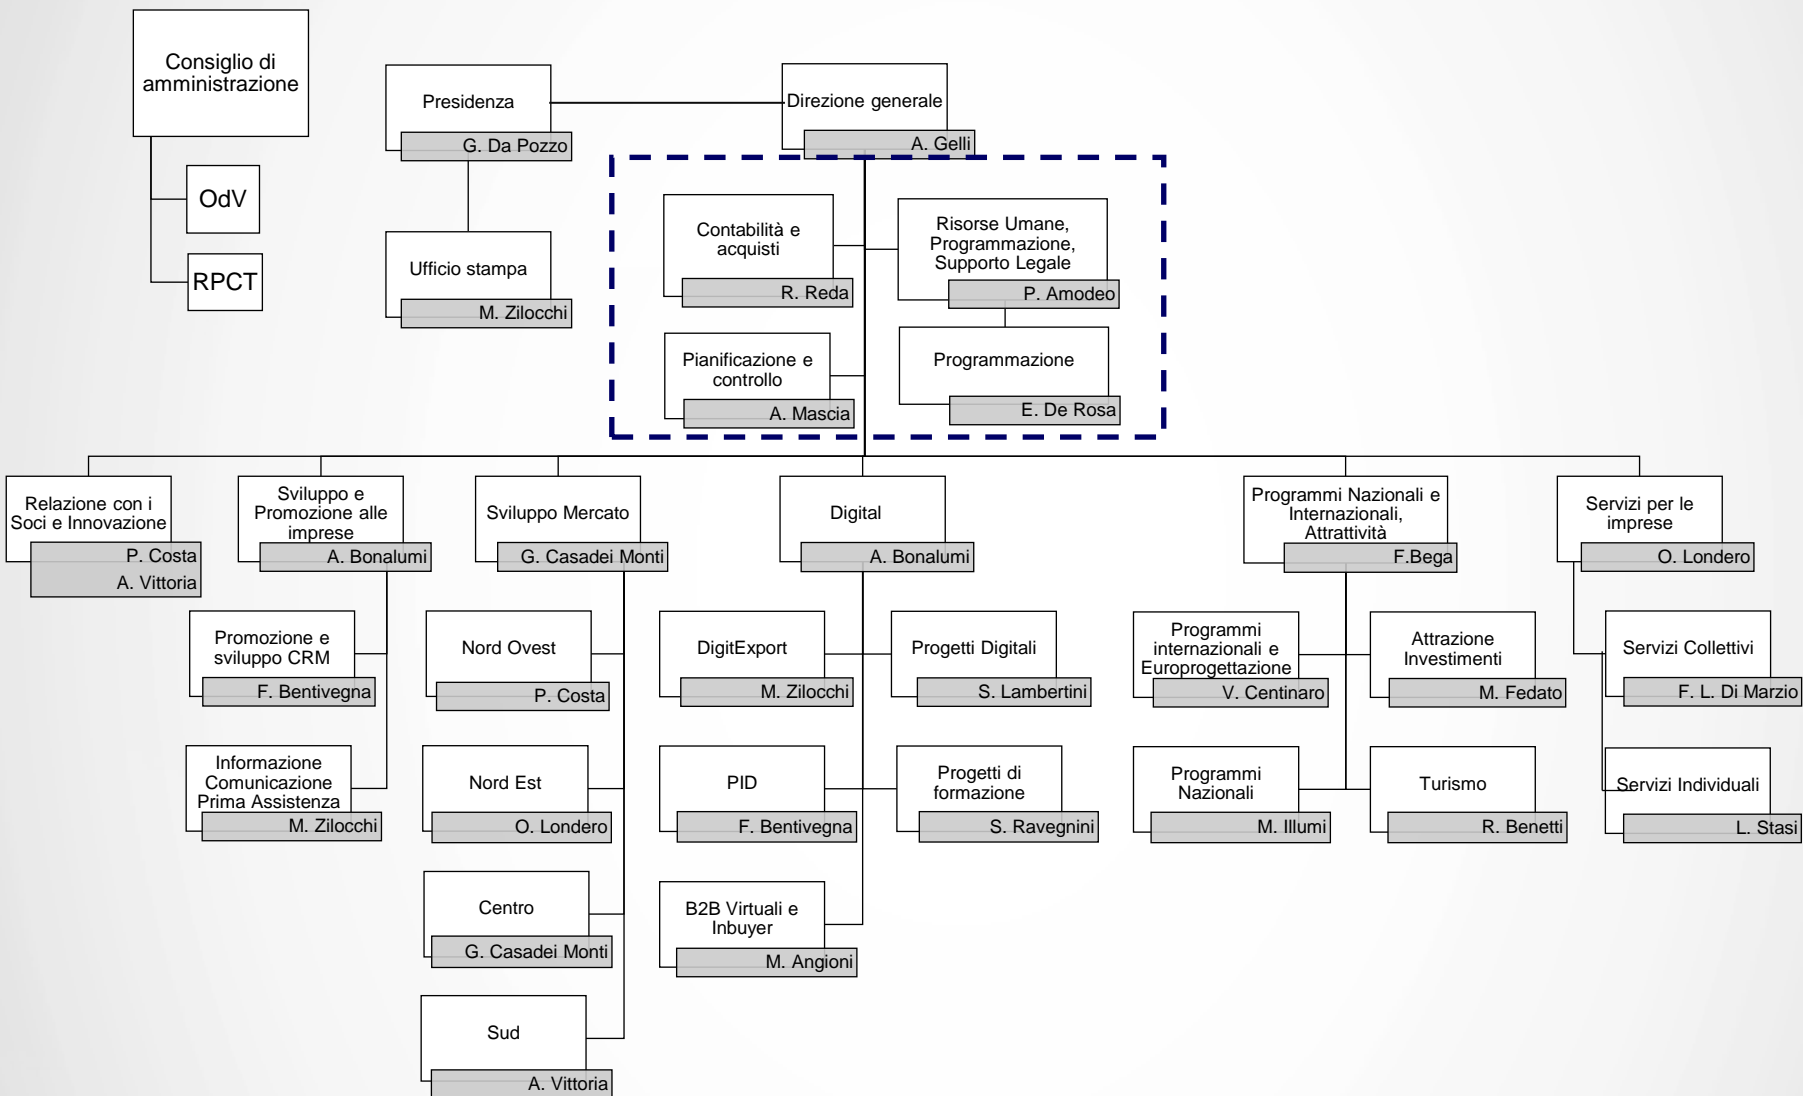 Consiglio di
amministrazione
OdV
RPCT
Presidenza
G. Da Pozzo
Ufficio stampa
M. Zilocchi
Direzione generale
A. Gelli
Contabilità e
acquisti
R. Reda
Risorse Umane,
Programmazione,
Supporto Legale
P. Amodeo
Pianificazione e
controllo
A. Mascia
Programmazione
E. De Rosa
Relazione con i
Soci e Innovazione
P. Costa
A. Vittoria
Sviluppo e
Promozione alle
imprese
A. Bonalumi
Promozione e
sviluppo CRM
F. Bentivegna
Informazione
Comunicazione
Prima Assistenza
M. Zilocchi
Sviluppo Mercato
G. Casadei Monti
Nord Ovest
P. Costa
Nord Est
O. Londero
Centro
G. Casadei Monti
Sud
A. Vittoria
Digital
A. Bonalumi
DigitExport
M. Zilocchi
Progetti Digitali
S. Lambertini
PID
F. Bentivegna
Progetti di
formazione
S. Ravegnini
B2B Virtuali e
Inbuyer
M. Angioni
Programmi Nazionali e
Internazionali,
Attrattività
F.Bega
Programmi
internazionali e
Europrogettazione
V. Centinaro
Attrazione
Investimenti
M. Fedato
Programmi
Nazionali
M. Illumi
Turismo
R. Benetti
Servizi per le
imprese
O. Londero
Servizi Collettivi
F. L. Di Marzio
Servizi Individuali
L. Stasi